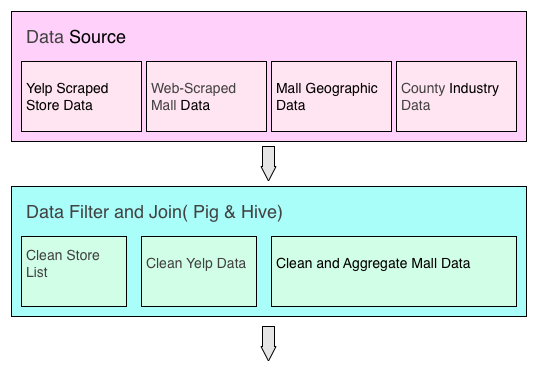 Data Source
Yelp Scraped
Store Data
Web-Scraped
Mall Data
Mall Geographic
Data
County Industry
Data
Data Filter and Join( Pig & Hive)
Clean Store
List
Clean Yelp Data
Clean and Aggregate Mall Data